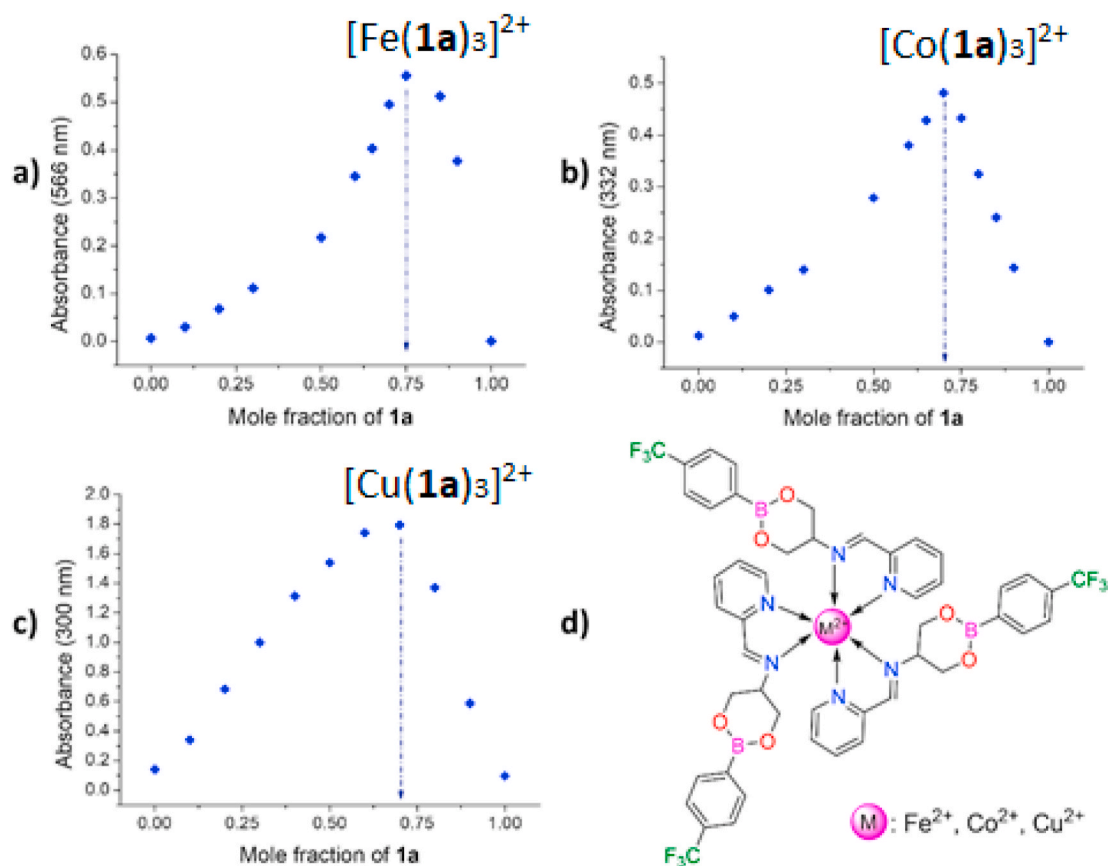 [Fe(1a)₃]²⁺
a)
Absorbance (566 nm)
0.6
0.5
0.4
0.3
0.2
0.1
0.0
0.00 0.25 0.50 0.75 1.00
Mole fraction of 1a
[Co(1a)₃]²⁺
b)
Absorbance (332 nm)
0.5
0.4
0.3
0.2
0.1
0.0
0.00 0.25 0.50 0.75 1.00
Mole fraction of 1a
[Cu(1a)₃]²⁺
c)
Absorbance (300 nm)
2.0
1.8
1.6
1.4
1.2
1.0
0.8
0.6
0.4
0.2
0.0
0.00 0.25 0.50 0.75 1.00
Mole fraction of 1a
d)
F₃C
B
O
O
N
N
N
N
M²⁺
N
N
O
B
O
CF₃
O
B
O
F₃C
M : Fe²⁺, Co²⁺, Cu²⁺